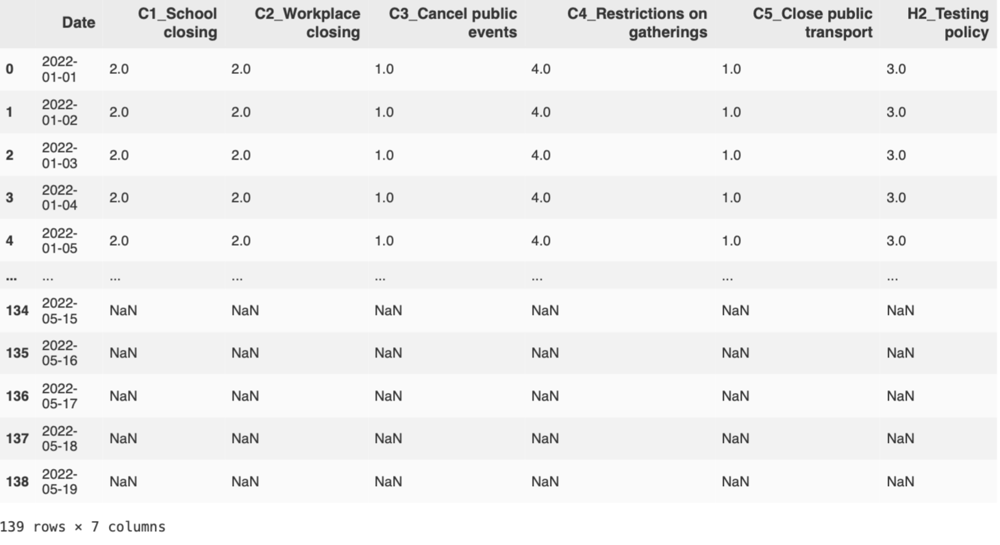 Date C1_School closing C2_Workplace closing C3_Cancel public events C4_Restrictions on gatherings C5_Close public transport H2_Testing policy
0 2022-01-01 2.0 2.0 1.0 4.0 1.0 3.0
1 2022-01-02 2.0 2.0 1.0 4.0 1.0 3.0
2 2022-01-03 2.0 2.0 1.0 4.0 1.0 3.0
3 2022-01-04 2.0 2.0 1.0 4.0 1.0 3.0
4 2022-01-05 2.0 2.0 1.0 4.0 1.0 3.0
... ... ... ... ... ... ... ...
134 2022-05-15 NaN NaN NaN NaN NaN NaN
135 2022-05-16 NaN NaN NaN NaN NaN NaN
136 2022-05-17 NaN NaN NaN NaN NaN NaN
137 2022-05-18 NaN NaN NaN NaN NaN NaN
138 2022-05-19 NaN NaN NaN NaN NaN NaN
139 rows × 7 columns